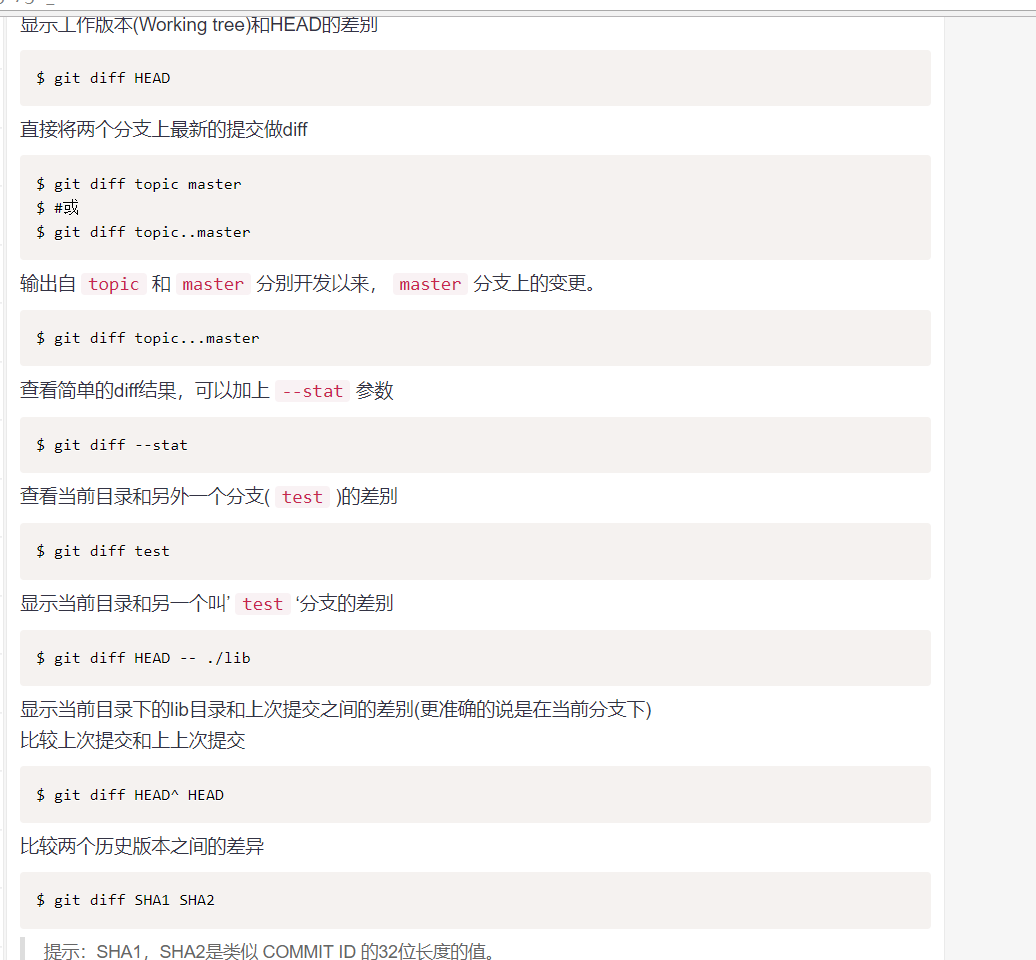 显示工作版本(Working tree)和HEAD的差别
$ git diff HEAD
直接将两个分支上最新的提交做diff
$ git diff topic master
$ #或
$ git diff topic..master
输出自 topic 和 master 分别开发以来， master 分支上的变更。
$ git diff topic...master
查看简单的diff结果，可以加上 --stat 参数
$ git diff --stat
查看当前目录和另外一个分支( test )的差别
$ git diff test
显示当前目录和另一个叫’ test ‘分支的差别
$ git diff HEAD -- ./lib
显示当前目录下的lib目录和上次提交之间的差别(更准确的说是在当前分支下)
比较上次提交和上上次提交
$ git diff HEAD^ HEAD
比较两个历史版本之间的差异
$ git diff SHA1 SHA2
提示：SHA1，SHA2是类似 COMMIT ID 的32位长度的值。